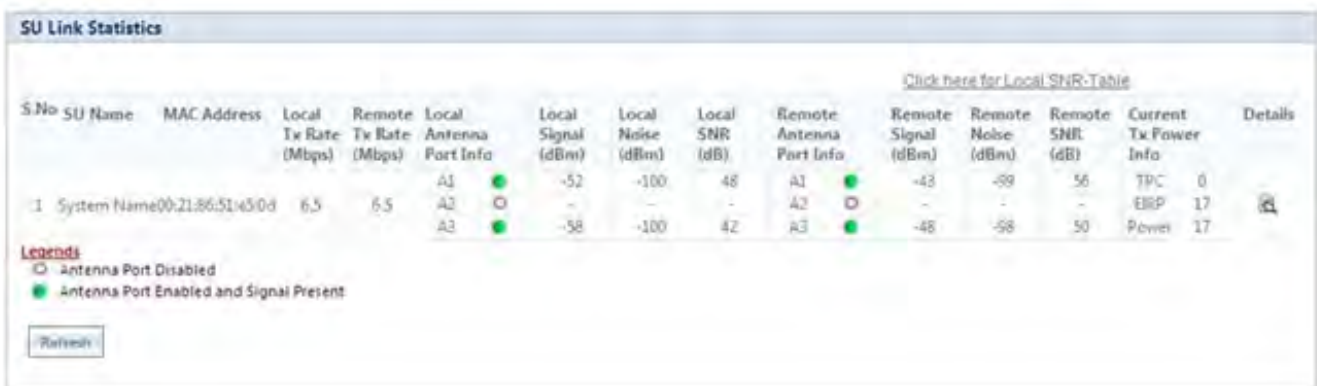 SU Link Statistics
Click here for Local SNR-Table
S.No SU Name MAC Address Local Tx Rate (Mbps) Remote Tx Rate (Mbps) Local Antenna Port Info Local Signal (dBm) Local Noise (dBm) Local SNR (dB) Remote Antenna Port Info Remote Signal (dBm) Remote Noise (dBm) Remote SNR (dB) Current Tx Power Info Details
A1 -52 -100 48 A1 -43 -99 56 TPC 0
1 System Name 00:21:86:51:e5:0d 6.5 6.5 A2 - - - A2 - - - EIRP 17
A3 -58 -100 42 A3 -48 -98 50 Power 17
Legends
Antenna Port Disabled
Antenna Port Enabled and Signal Present
Refresh